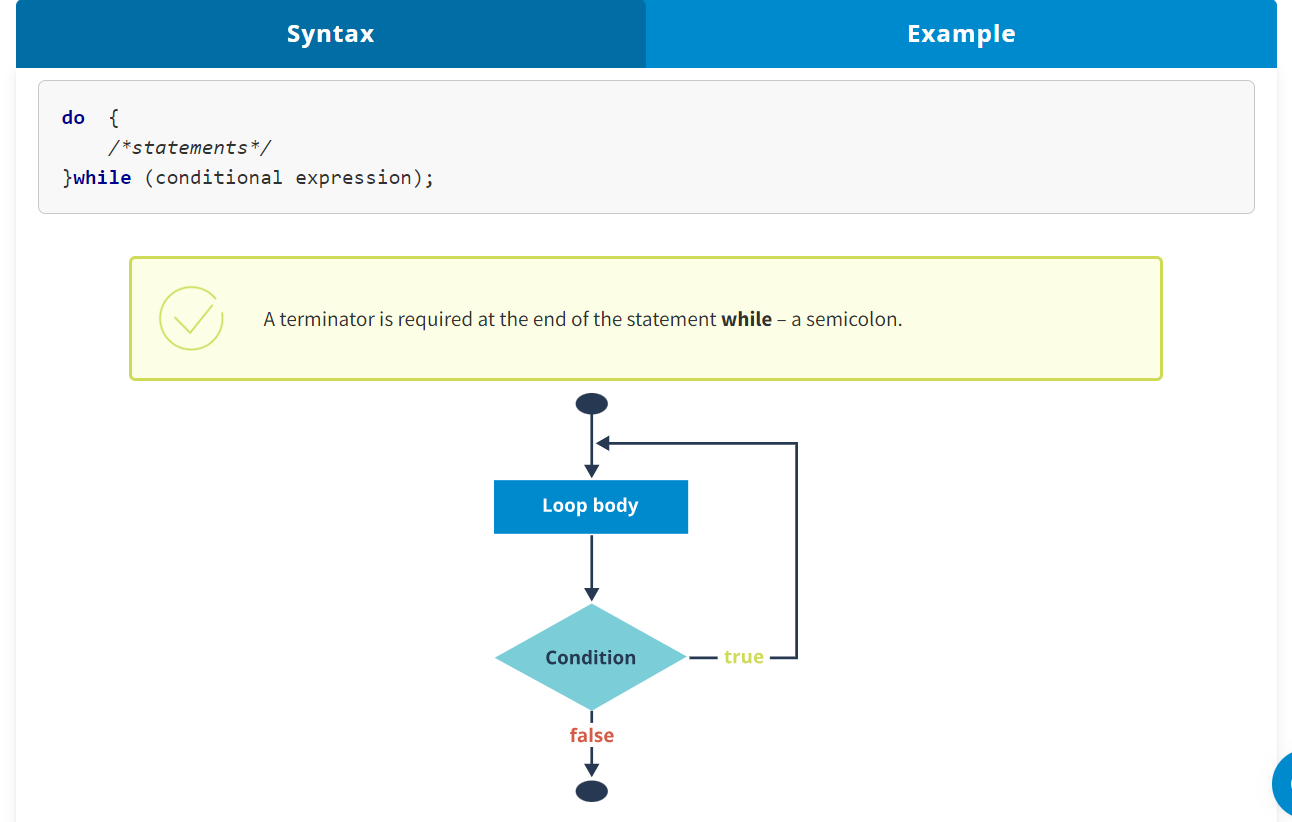 Syntax
Example
do  {
    /*statements*/
}while (conditional expression);
A terminator is required at the end of the statement while – a semicolon.
Loop body
Condition
true
false